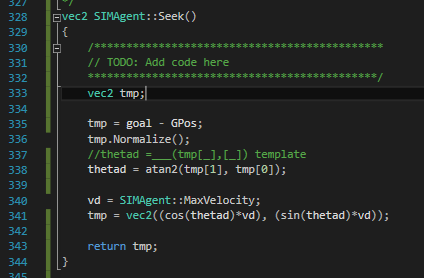 327 */
328 vec2 SIMAgent::Seek()
329 {
330 /*********************************************
331 // TODO: Add code here
332 *********************************************/
333 vec2 tmp;
334
335 tmp = goal - GPos;
336 tmp.Normalize();
337 //thetad =___(tmp[_],[_]) template
338 thetad = atan2(tmp[1], tmp[0]);
339
340 vd = SIMAgent::MaxVelocity;
341 tmp = vec2((cos(thetad)*vd), (sin(thetad)*vd));
342
343 return tmp;
344 }
345